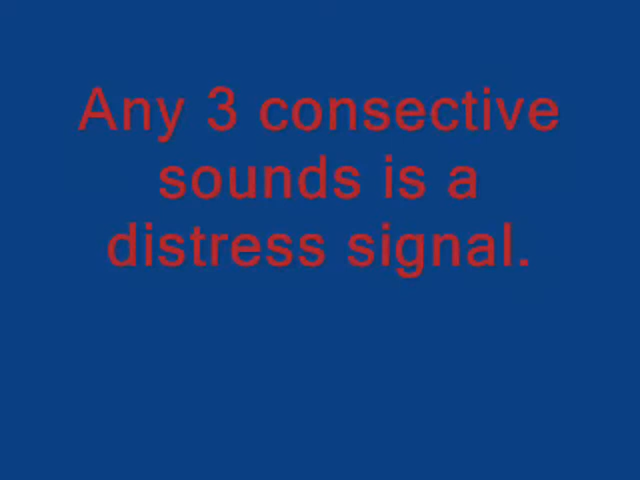 Any 3 consective
sounds is a
distress signal.